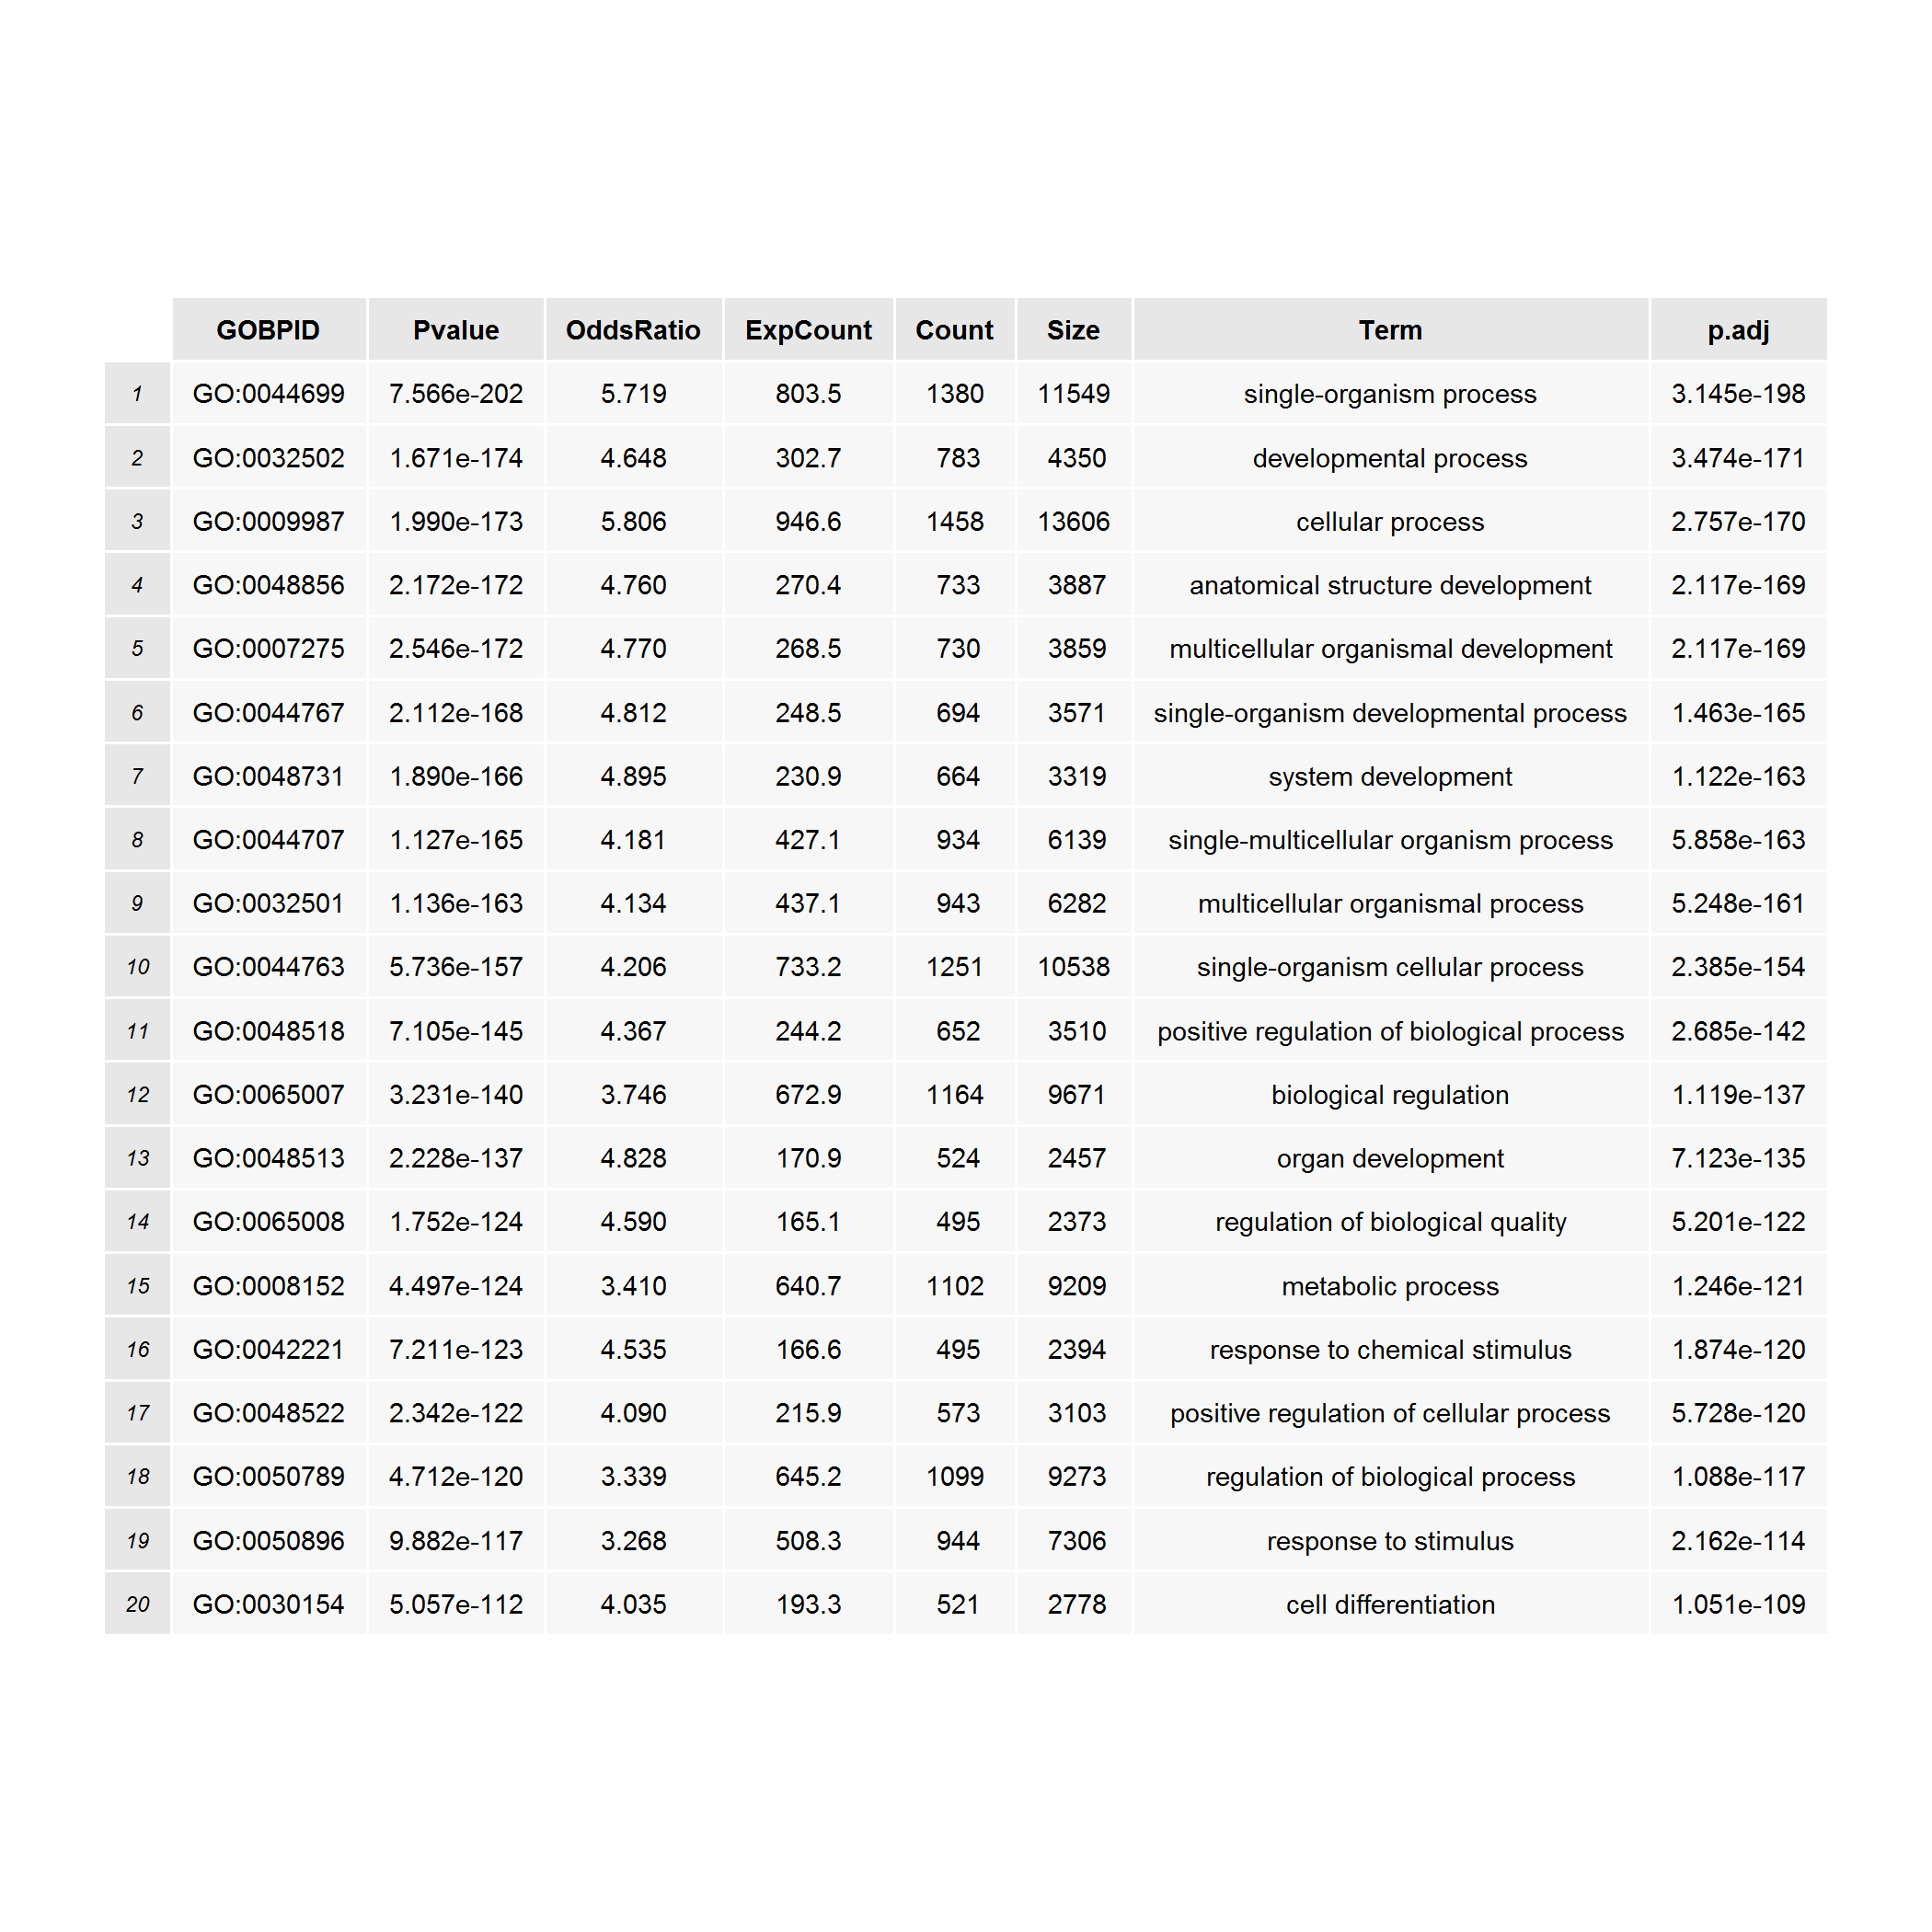 GOBPID Pvalue OddsRatio ExpCount Count Size Term p.adj
1 GO:0044699 7.566e-202 5.719 803.5 1380 11549 single-organism process 3.145e-198
2 GO:0032502 1.671e-174 4.648 302.7 783 4350 developmental process 3.474e-171
3 GO:0009987 1.990e-173 5.806 946.6 1458 13606 cellular process 2.757e-170
4 GO:0048856 2.172e-172 4.760 270.4 733 3887 anatomical structure development 2.117e-169
5 GO:0007275 2.546e-172 4.770 268.5 730 3859 multicellular organismal development 2.117e-169
6 GO:0044767 2.112e-168 4.812 248.5 694 3571 single-organism developmental process 1.463e-165
7 GO:0048731 1.890e-166 4.895 230.9 664 3319 system development 1.122e-163
8 GO:0044707 1.127e-165 4.181 427.1 934 6139 single-multicellular organism process 5.858e-163
9 GO:0032501 1.136e-163 4.134 437.1 943 6282 multicellular organismal process 5.248e-161
10 GO:0044763 5.736e-157 4.206 733.2 1251 10538 single-organism cellular process 2.385e-154
11 GO:0048518 7.105e-145 4.367 244.2 652 3510 positive regulation of biological process 2.685e-142
12 GO:0065007 3.231e-140 3.746 672.9 1164 9671 biological regulation 1.119e-137
13 GO:0048513 2.228e-137 4.828 170.9 524 2457 organ development 7.123e-135
14 GO:0065008 1.752e-124 4.590 165.1 495 2373 regulation of biological quality 5.201e-122
15 GO:0008152 4.497e-124 3.410 640.7 1102 9209 metabolic process 1.246e-121
16 GO:0042221 7.211e-123 4.535 166.6 495 2394 response to chemical stimulus 1.874e-120
17 GO:0048522 2.342e-122 4.090 215.9 573 3103 positive regulation of cellular process 5.728e-120
18 GO:0050789 4.712e-120 3.339 645.2 1099 9273 regulation of biological process 1.088e-117
19 GO:0050896 9.882e-117 3.268 508.3 944 7306 response to stimulus 2.162e-114
20 GO:0030154 5.057e-112 4.035 193.3 521 2778 cell differentiation 1.051e-109